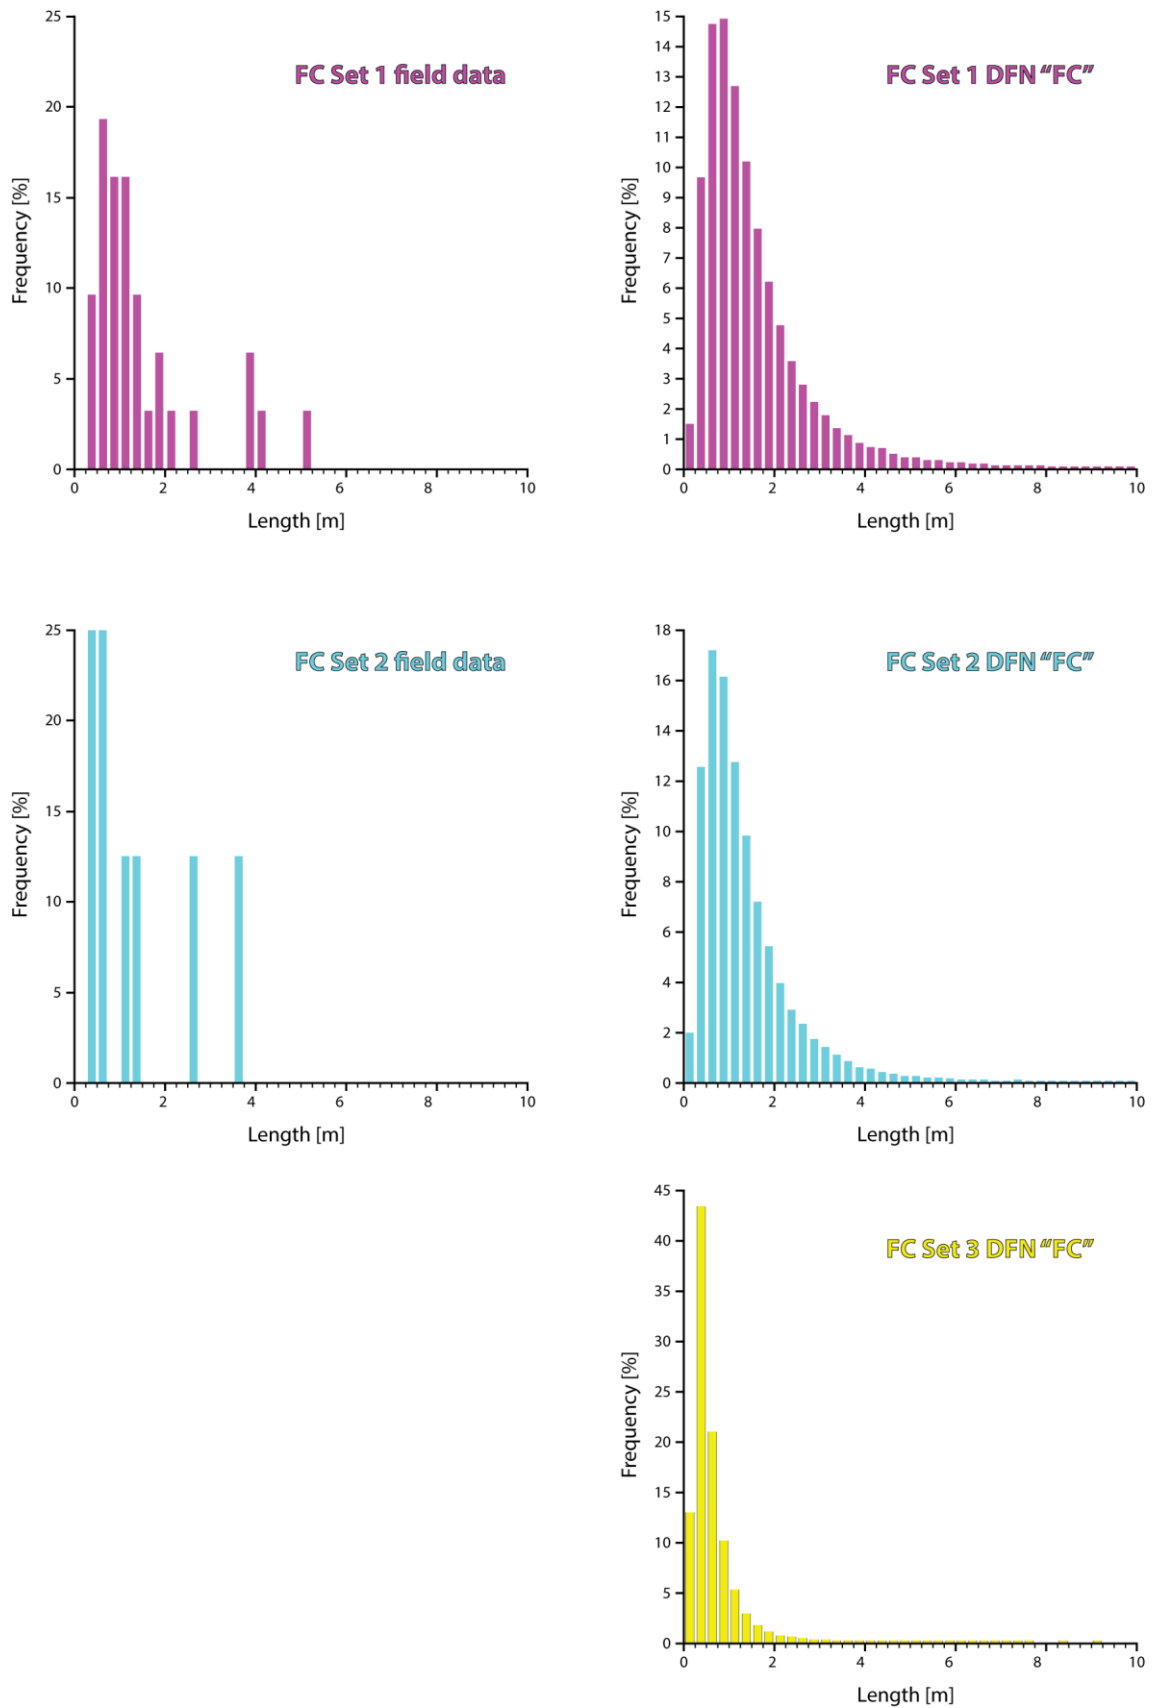 FC Set 1 field data
Frequency [%]
25
20
15
10
5
0
0 2 4 6 8 10
Length [m]
FC Set 1 DFN “FC”
Frequency [%]
15
14
13
12
11
10
9
8
7
6
5
4
3
2
1
0
0 2 4 6 8 10
Length [m]
FC Set 2 field data
Frequency [%]
25
20
15
10
5
0
0 2 4 6 8 10
Length [m]
FC Set 2 DFN “FC”
Frequency [%]
18
16
14
12
10
8
6
4
2
0
0 2 4 6 8 10
Length [m]
FC Set 3 DFN “FC”
Frequency [%]
45
40
35
30
25
20
15
10
5
0
0 2 4 6 8 10
Length [m]